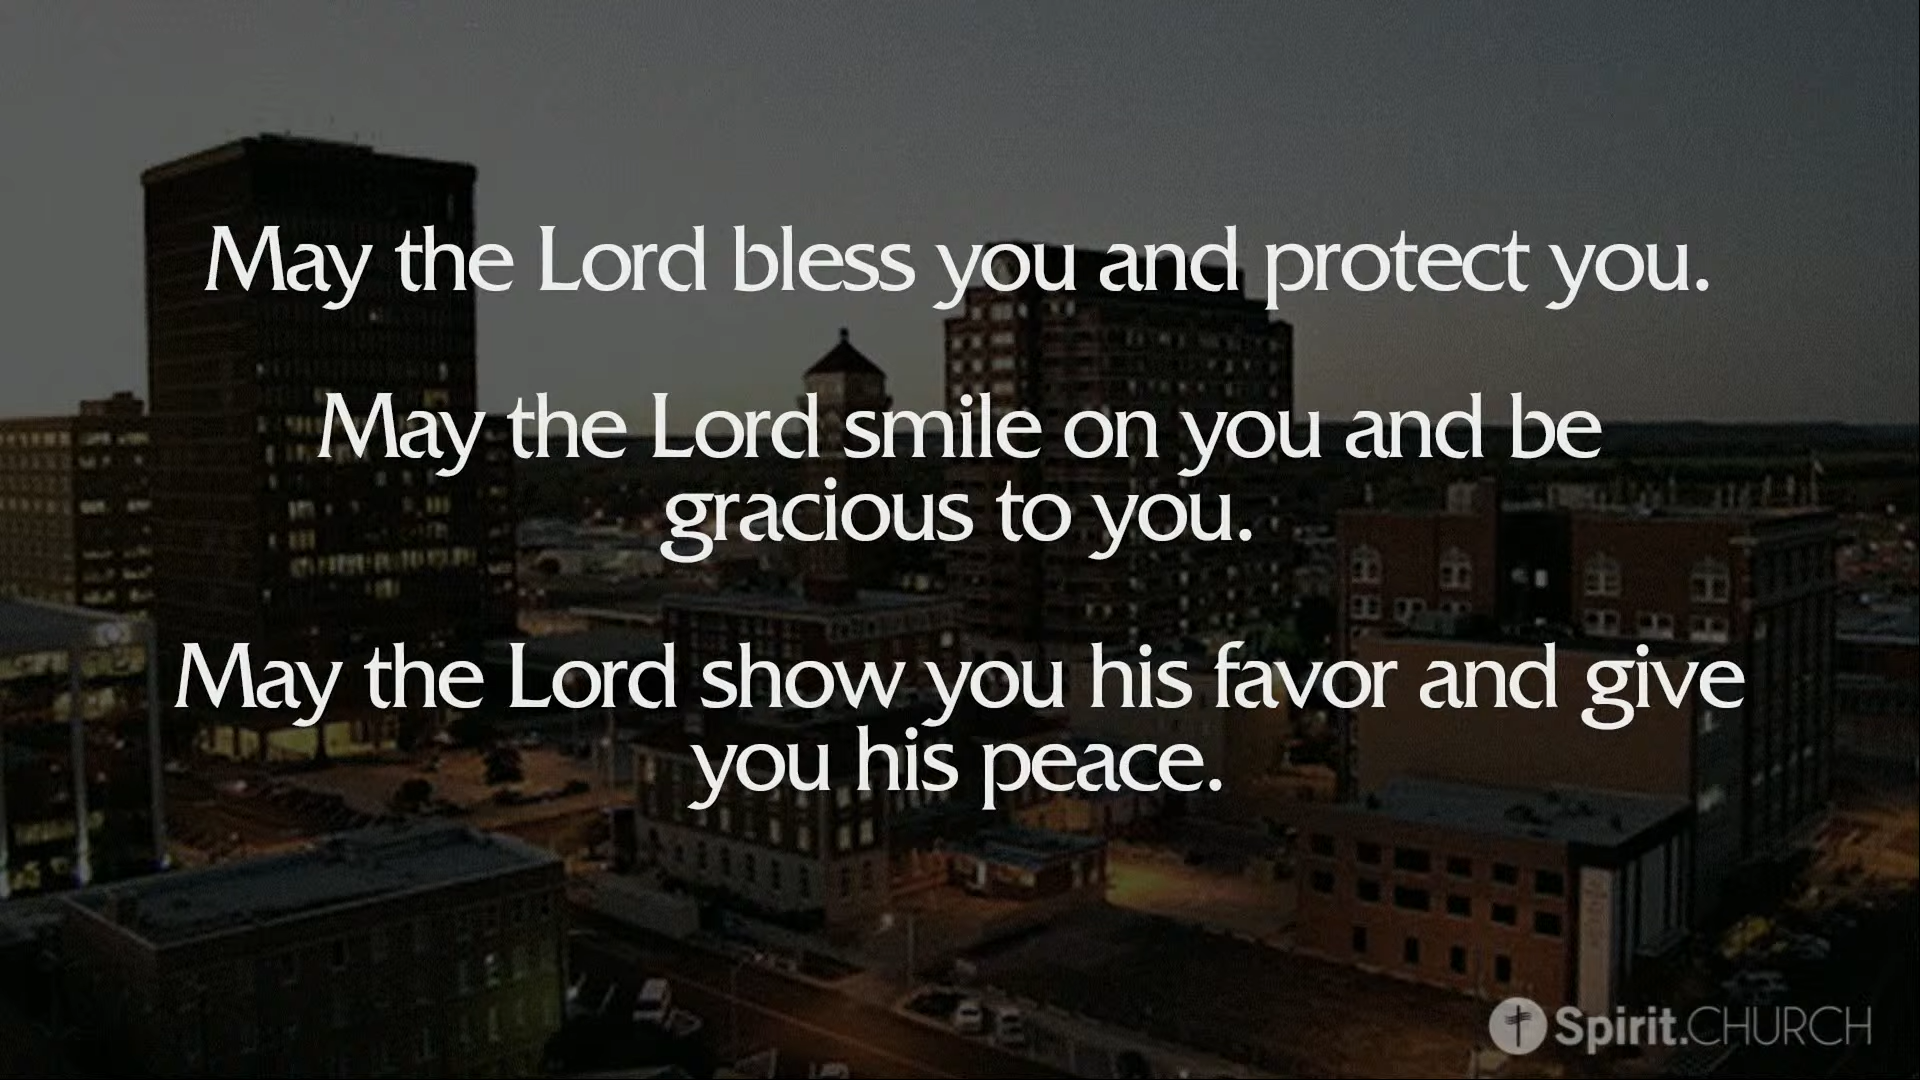 May the Lord bless you and protect you.
May the Lord smile on you and be
gracious to you.
May the Lord show you his favor and give
you his peace.
Spirit.CHURCH